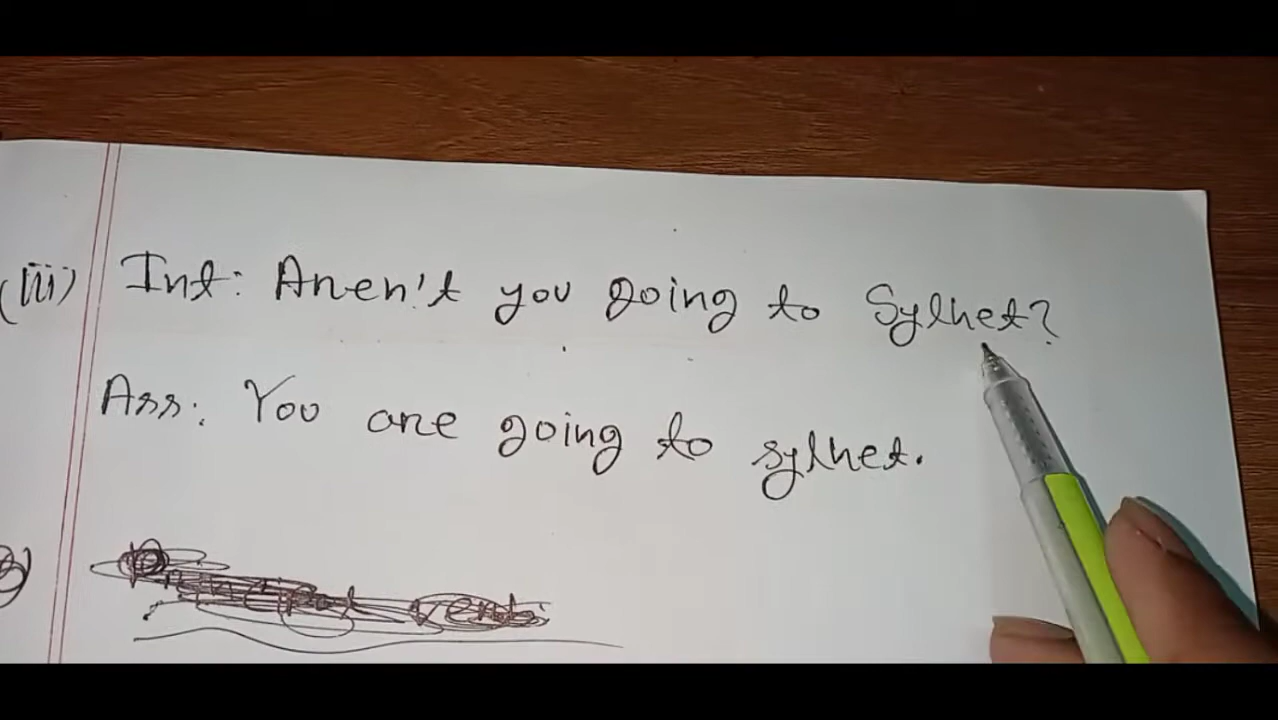 (iii) Int: Aren't you going to Sylhet?
Ass: You are going to sylhet.